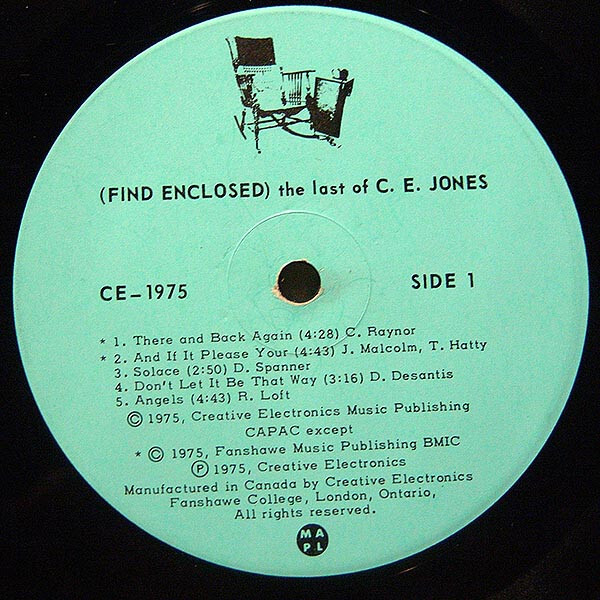 (FIND ENCLOSED) the last of C. E. JONES
CE-1975
SIDE 1
* 1. There and Back Again (4:28) C. Raynor
* 2. And If It Please Your (4:43) J. Malcolm, T. Hatty
3. Solace (2:50) D. Spanner
4. Don't Let It Be That Way (3:16) D. Desantis
5. Angels (4:43) R. Loft
© 1975, Creative Electronics Music Publishing
CAPAC except
* © 1975, Fanshawe Music Publishing BMIC
℗ 1975, Creative Electronics
Manufactured in Canada by Creative Electronics
Fanshawe College, London, Ontario,
All rights reserved.
M A
P L